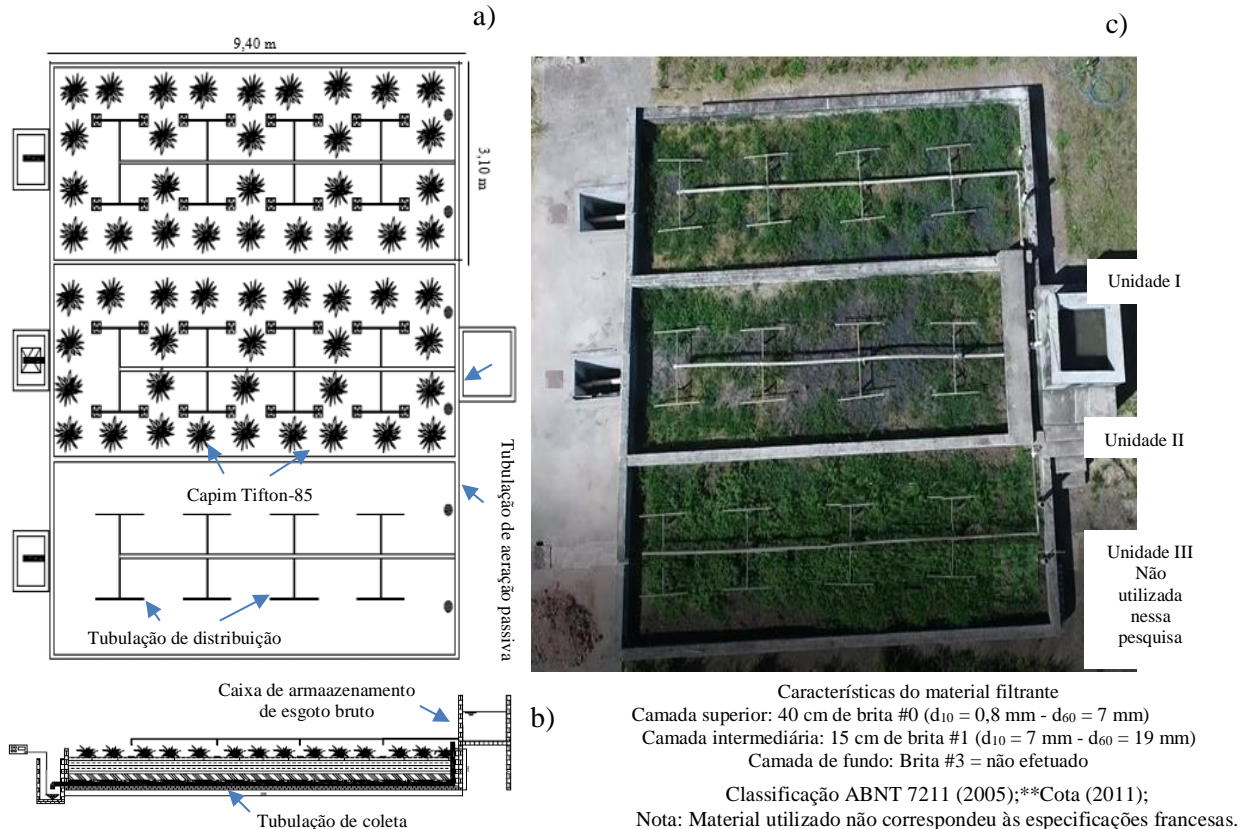 a)
9,40 m
3,10 m
Capim Tifton-85
Tubulação de distribuição
Tubulação de aeração passiva
c)
Unidade I
Unidade II
Unidade III
Não
utilizada
nessa
pesquisa
Caixa de armaazenamento
de esgoto bruto
b)
Tubulação de coleta
Características do material filtrante
Camada superior: 40 cm de brita #0 (d10 = 0,8 mm - d60 = 7 mm)
Camada intermediária: 15 cm de brita #1 (d10 = 7 mm - d60 = 19 mm)
Camada de fundo: Brita #3 = não efetuado
Classificação ABNT 7211 (2005);**Cota (2011);
Nota: Material utilizado não correspondeu às especificações francesas.